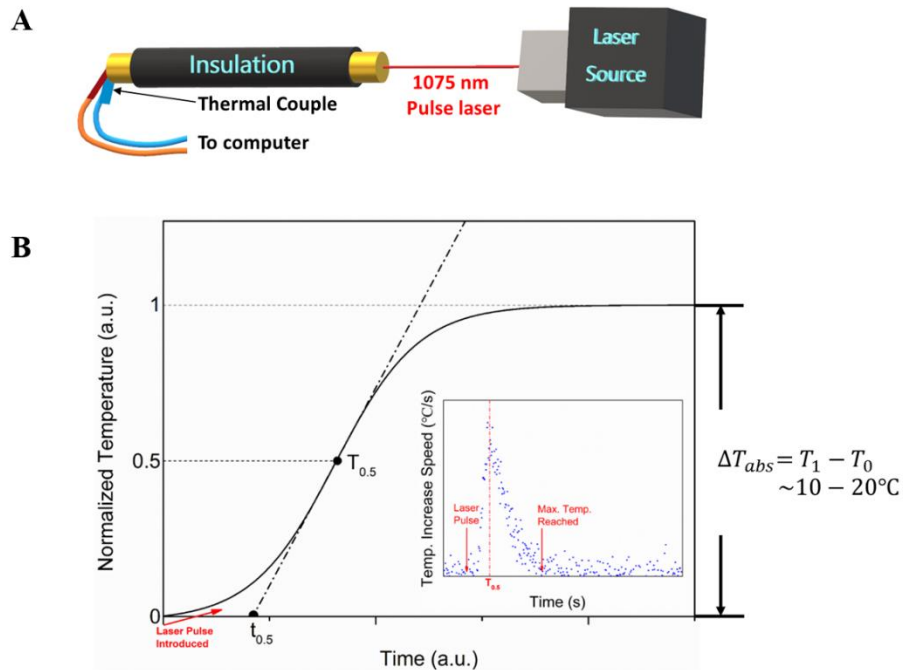 A
Insulation
Laser
Source
1075 nm
Pulse laser
Thermal Couple
To computer
B
Normalized Temperature (a.u.)
1
0.5
0
T0.5
t0.5
Laser Pulse
Introduced
Time (a.u.)
Temp. Increase Speed (℃/s)
Laser
Pulse
Max. Temp.
Reached
T0.5
Time (s)
ΔTabs = T1 − T0
~10 − 20℃